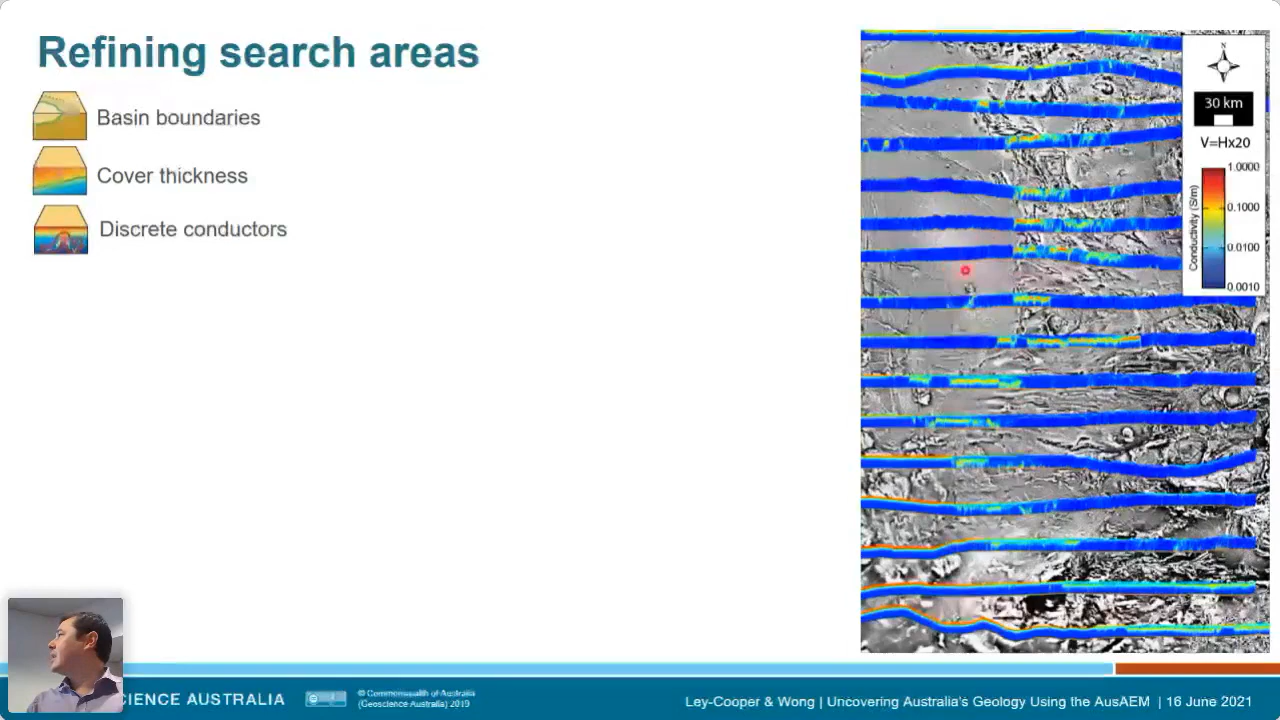 Refining search areas
Basin boundaries
Cover thickness
Discrete conductors
N
30 km
V=Hx20
Conductivity (S/m)
1.0000
0.1000
0.0100
0.0010
SCIENCE AUSTRALIA
© Commonwealth of Australia
(Geoscience Australia) 2019
Ley-Cooper & Wong | Uncovering Australia's Geology Using the AusAEM | 16 June 2021